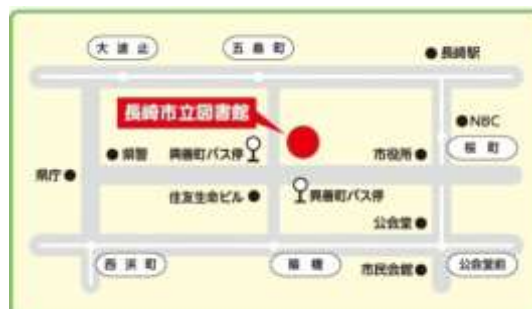 大波止
五島町
長崎駅
長崎市立図書館
NBC
県警
興善町バス停
市役所
桜町
県庁
住友生命ビル
興善町バス停
公会堂
西浜町
賑橋
市民会館
公会堂前